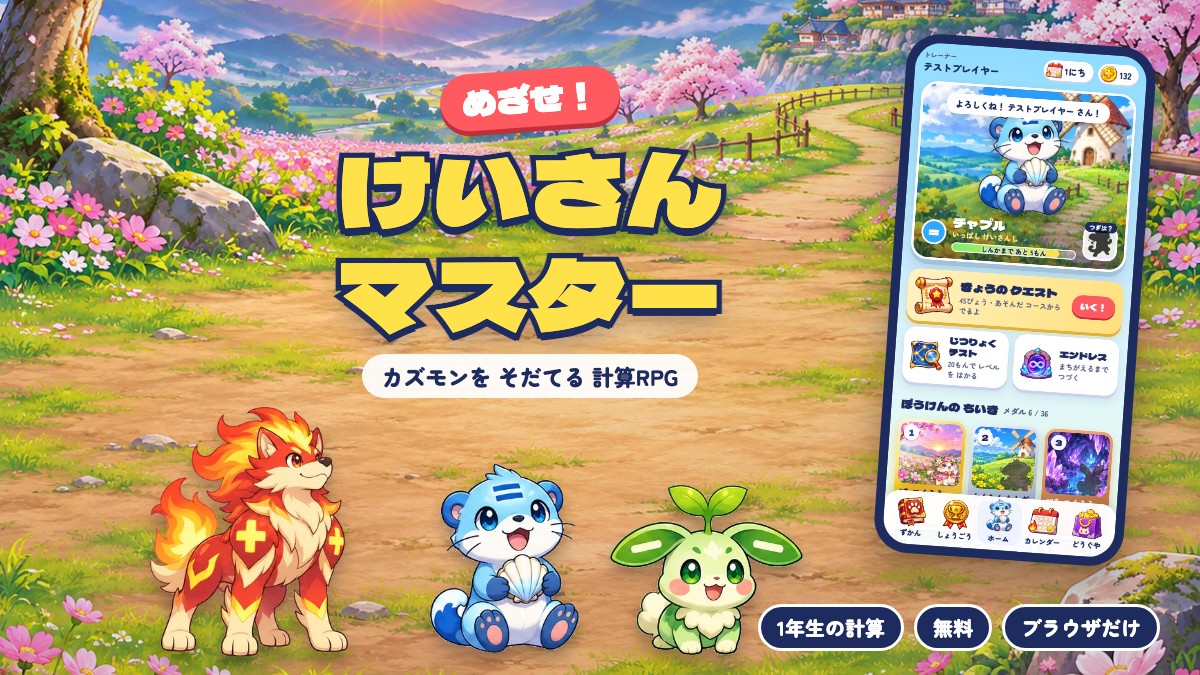 めざせ！
けいさん
マスター
カズモンを そだてる 計算RPG
1年生の計算
無料
ブラウザだけ
トレーナー
テストプレイヤー
1にち
132
よろしくね！ テストプレイヤー さん！
チャプル
いっぱし けいさんし
しんかまで あと 5もん
つぎは？
きょうの クエスト
45びょう・あそんだ コースから
でるよ
いく！
じつりょく
テスト
20もんで レベル
を はかる
エンドレス
まちがえるまで
つづく
ぼうけんの ちいき
メダル 6 / 36
1
2
3
ずかん
しょうごう
ホーム
カレンダー
どうぐや